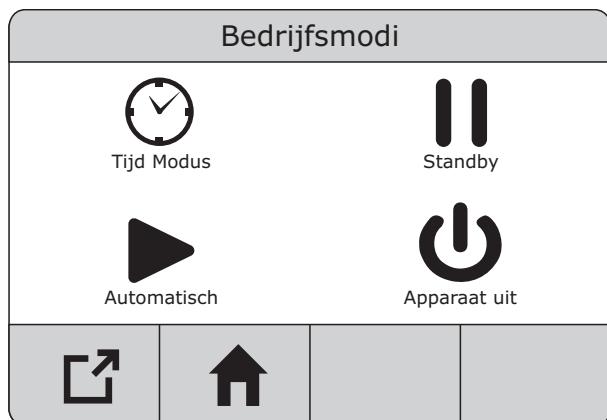 Bedrijfsmodi
Tijd Modus
Standby
Automatisch
Apparaat uit